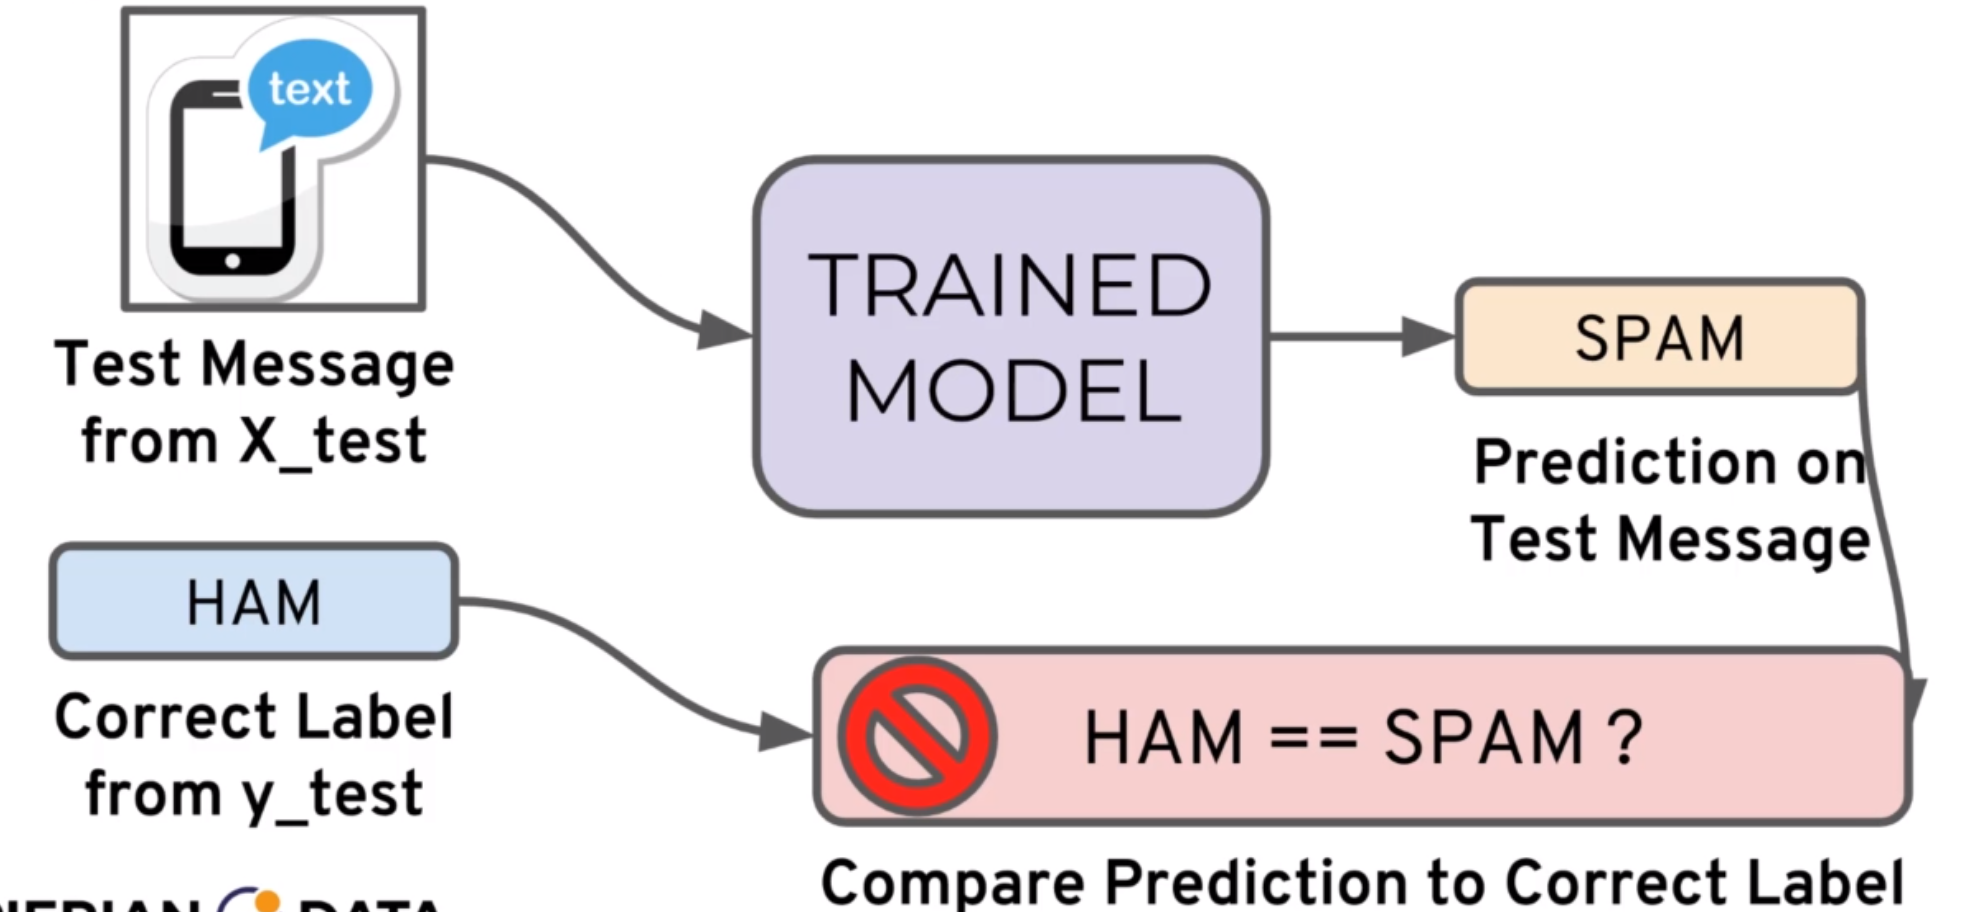 text
Test Message
from X_test
TRAINED
MODEL
SPAM
Prediction on
Test Message
HAM
Correct Label
from y_test
HAM == SPAM ?
Compare Prediction to Correct Label
DATA